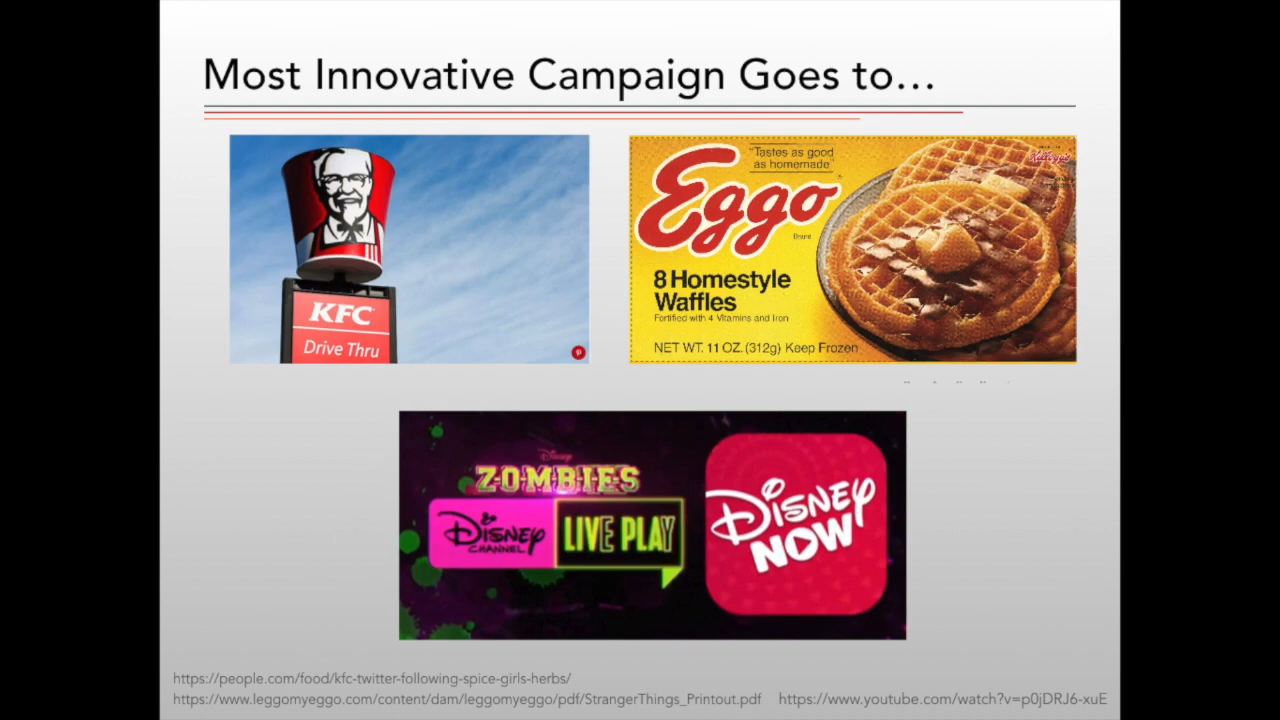 Most Innovative Campaign Goes to...
KFC
Drive Thru
"Tastes as good
as homemade"
Kellogg's
Eggo
Brand
8 Homestyle
Waffles
Fortified with 4 Vitamins and Iron
NET WT. 11 OZ. (312g) Keep Frozen
Disney
Z-O-M-B-I-E-S
Disney
CHANNEL
LIVE PLAY
Disney
NOW
https://people.com/food/kfc-twitter-following-spice-girls-herbs/
https://www.leggomyeggo.com/content/dam/leggomyeggo/pdf/StrangerThings_Printout.pdf https://www.youtube.com/watch?v=p0jDRJ6-xuE